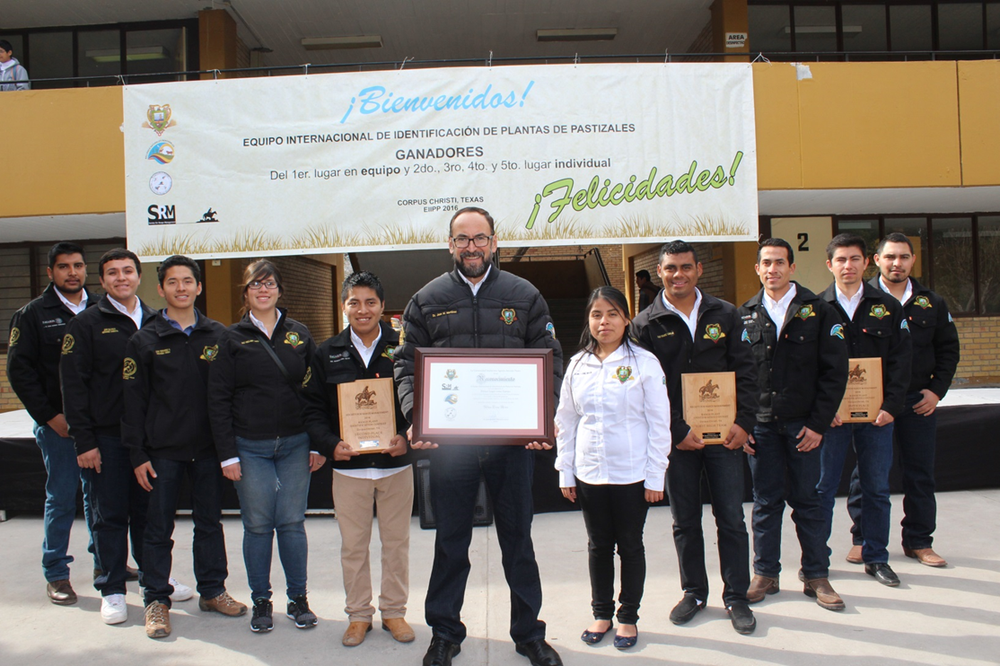 ÁREA
¡Bienvenidos!
EQUIPO INTERNACIONAL DE IDENTIFICACIÓN DE PLANTAS DE PASTIZALES
GANADORES
Del 1er. lugar en equipo y 2do., 3ro, 4to. y 5to. lugar individual
¡Felicidades!
CORPUS CHRISTI, TEXAS
EIIPP 2016
SRM
2